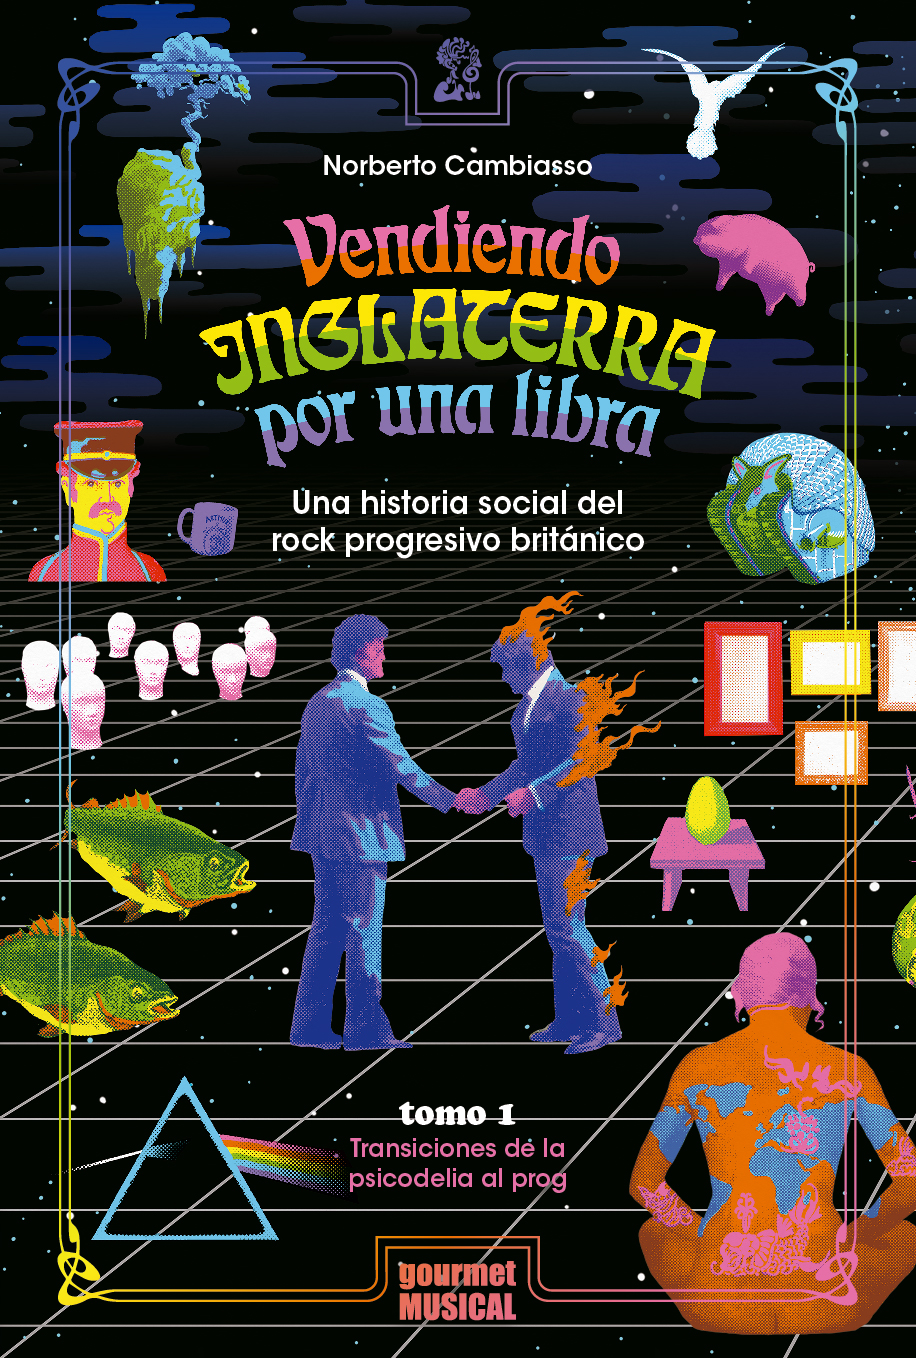 Norberto Cambiasso
Vendiendo
INGLATERRA
por una libra
Una historia social del
rock progresivo británico
ARTHUR
tomo 1
Transiciones de la
psicodelia al prog
gourmet
MUSICAL